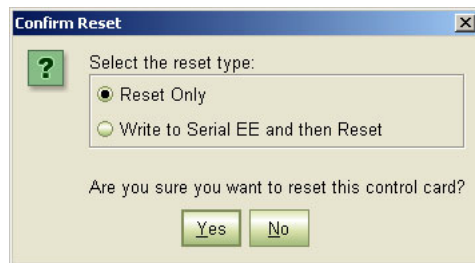 Confirm Reset
?
Select the reset type:
Reset Only
Write to Serial EE and then Reset
Are you sure you want to reset this control card?
Yes No